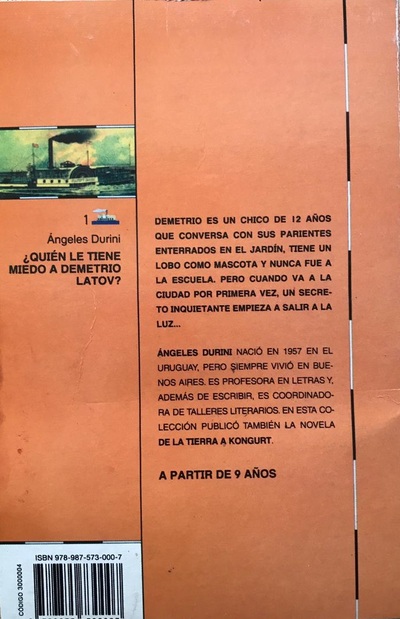 1
Ángeles Durini
¿QUIÉN LE TIENE
MIEDO A DEMETRIO
LATOV?
DEMETRIO ES UN CHICO DE 12 AÑOS
QUE CONVERSA CON SUS PARIENTES
ENTERRADOS EN EL JARDÍN, TIENE UN
LOBO COMO MASCOTA Y NUNCA FUE A
LA ESCUELA. PERO CUANDO VA A LA
CIUDAD POR PRIMERA VEZ, UN SECRE-
TO INQUIETANTE EMPIEZA A SALIR A LA
LUZ...
ÁNGELES DURINI NACIÓ EN 1957 EN EL
URUGUAY, PERO SIEMPRE VIVIÓ EN BUE-
NOS AIRES. ES PROFESORA EN LETRAS Y,
ADEMÁS DE ESCRIBIR, ES COORDINADO-
RA DE TALLERES LITERARIOS. EN ESTA CO-
LECCIÓN PUBLICÓ TAMBIÉN LA NOVELA
DE LA TIERRA A KONGURT.
A PARTIR DE 9 AÑOS
ISBN 978-987-573-000-7
CÓDIGO 3000004